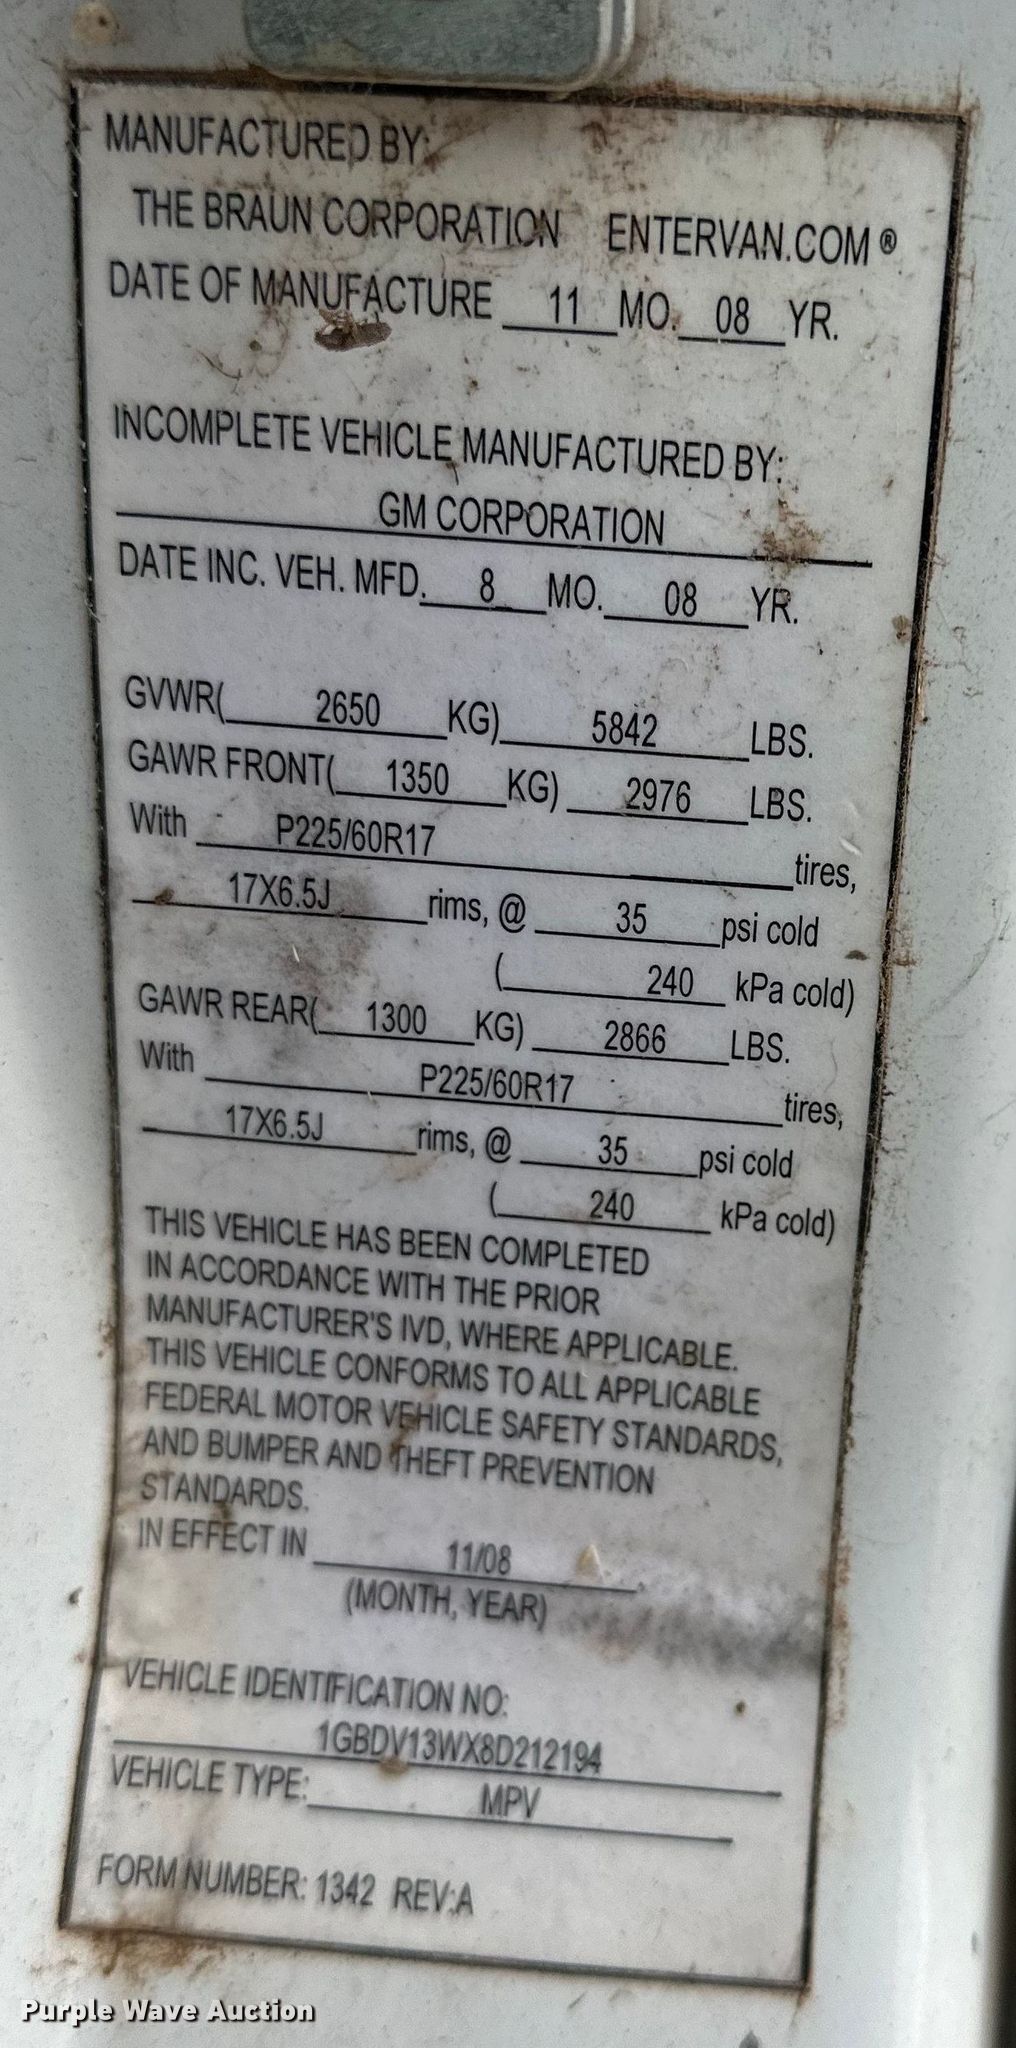 MANUFACTURED BY:
THE BRAUN CORPORATION ENTERVAN.COM®
DATE OF MANUFACTURE 11 MO. 08 YR.
INCOMPLETE VEHICLE MANUFACTURED BY:
GM CORPORATION
DATE INC. VEH. MFD. 8 MO. 08 YR.
GVWR( 2650 KG) 5842 LBS.
GAWR FRONT( 1350 KG) 2976 LBS.
With P225/60R17 tires,
17X6.5J rims, @ 35 psi cold
( 240 kPa cold)
GAWR REAR( 1300 KG) 2866 LBS.
With P225/60R17 tires,
17X6.5J rims, @ 35 psi cold
( 240 kPa cold)
THIS VEHICLE HAS BEEN COMPLETED
IN ACCORDANCE WITH THE PRIOR
MANUFACTURER'S IVD, WHERE APPLICABLE.
THIS VEHICLE CONFORMS TO ALL APPLICABLE
FEDERAL MOTOR VEHICLE SAFETY STANDARDS,
AND BUMPER AND THEFT PREVENTION
STANDARDS.
IN EFFECT IN 11/08.
(MONTH, YEAR)
VEHICLE IDENTIFICATION NO:
1GBDV13WX8D212194
VEHICLE TYPE: MPV
FORM NUMBER: 1342 REV:A
Purple Wave Auction